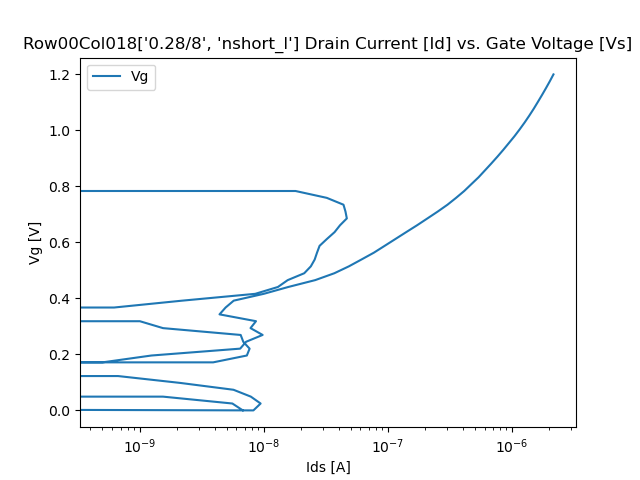 Row00Col018['0.28/8', 'nshort_l'] Drain Current [Id] vs. Gate Voltage [Vs]
Vg
1.2
1.0
0.8
0.6
0.4
0.2
0.0
Vg [V]
10⁻⁹
10⁻⁸
10⁻⁷
10⁻⁶
Ids [A]